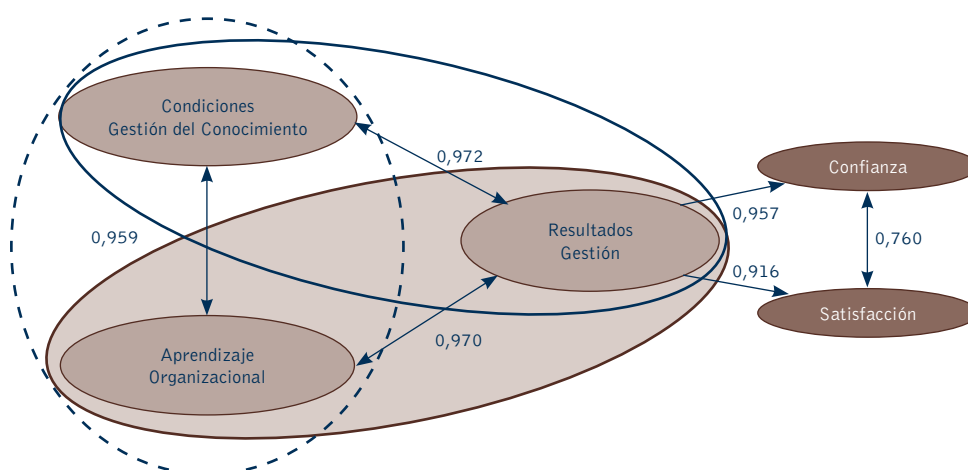 Condiciones
Gestión del Conocimiento
0,972
Confianza
0,957
Resultados
Gestión
0,959
0,760
0,916
Satisfacción
0,970
Aprendizaje
Organizacional